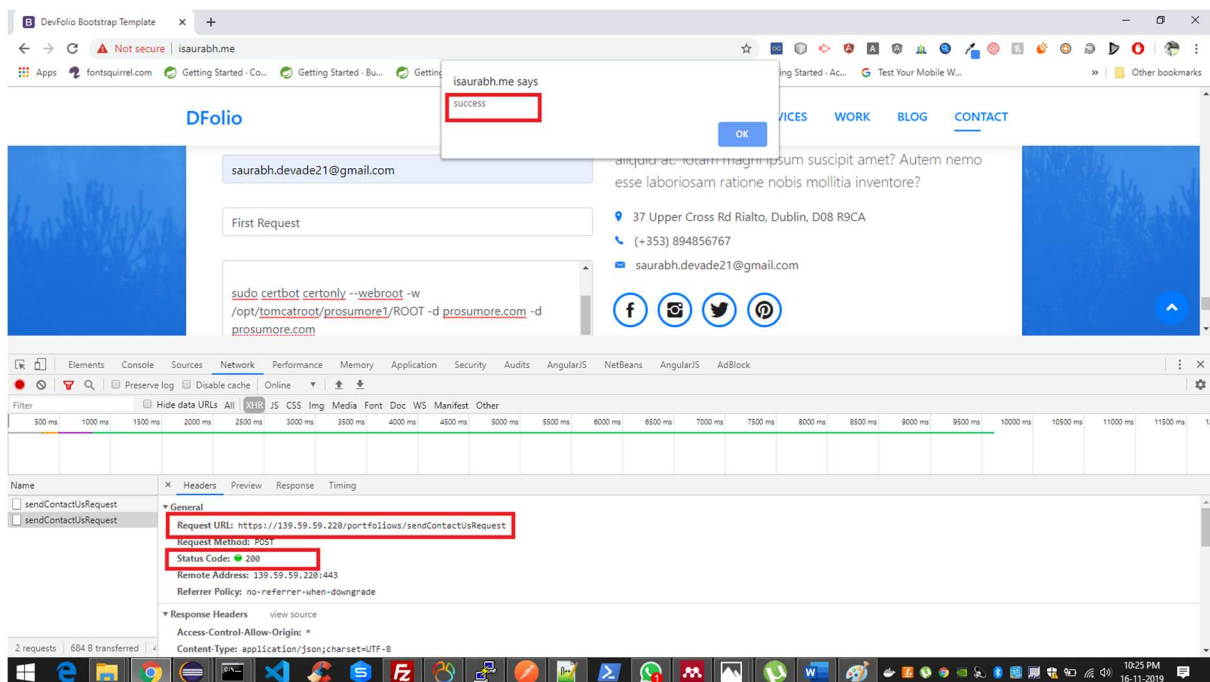 DevFolio Bootstrap Template
Not secure | isaurabh.me
Apps fontsquirrel.com Getting Started · Co... Getting Started · Bu... Getting ing Started · Ac... Test Your Mobile W... » Other bookmarks
isaurabh.me says
success
OK
DFolio
VICES WORK BLOG CONTACT
saurabh.devade21@gmail.com
First Request
sudo certbot certonly --webroot -w
/opt/tomcatroot/prosumore1/ROOT -d prosumore.com -d
prosumore.com
aliquid at. Totam magni ipsum suscipit amet? Autem nemo
esse laboriosam ratione nobis mollitia inventore?
37 Upper Cross Rd Rialto, Dublin, D08 R9CA
(+353) 894856767
saurabh.devade21@gmail.com
Elements Console Sources Network Performance Memory Application Security Audits AngularJS NetBeans AngularJS AdBlock
Preserve log Disable cache Online
Filter Hide data URLs All XHR JS CSS Img Media Font Doc WS Manifest Other
500 ms 1000 ms 1500 ms 2000 ms 2500 ms 3000 ms 3500 ms 4000 ms 4500 ms 5000 ms 5500 ms 6000 ms 6500 ms 7000 ms 7500 ms 8000 ms 8500 ms 9000 ms 9500 ms 10000 ms 10500 ms 11000 ms 11500 ms
Name
sendContactUsRequest
sendContactUsRequest
Headers Preview Response Timing
General
Request URL: https://139.59.59.220/portfoliows/sendContactUsRequest
Request Method: POST
Status Code: 200
Remote Address: 139.59.59.220:443
Referrer Policy: no-referrer-when-downgrade
Response Headers view source
Access-Control-Allow-Origin: *
Content-Type: application/json;charset=UTF-8
2 requests 684 B transferred
10:25 PM
16-11-2019